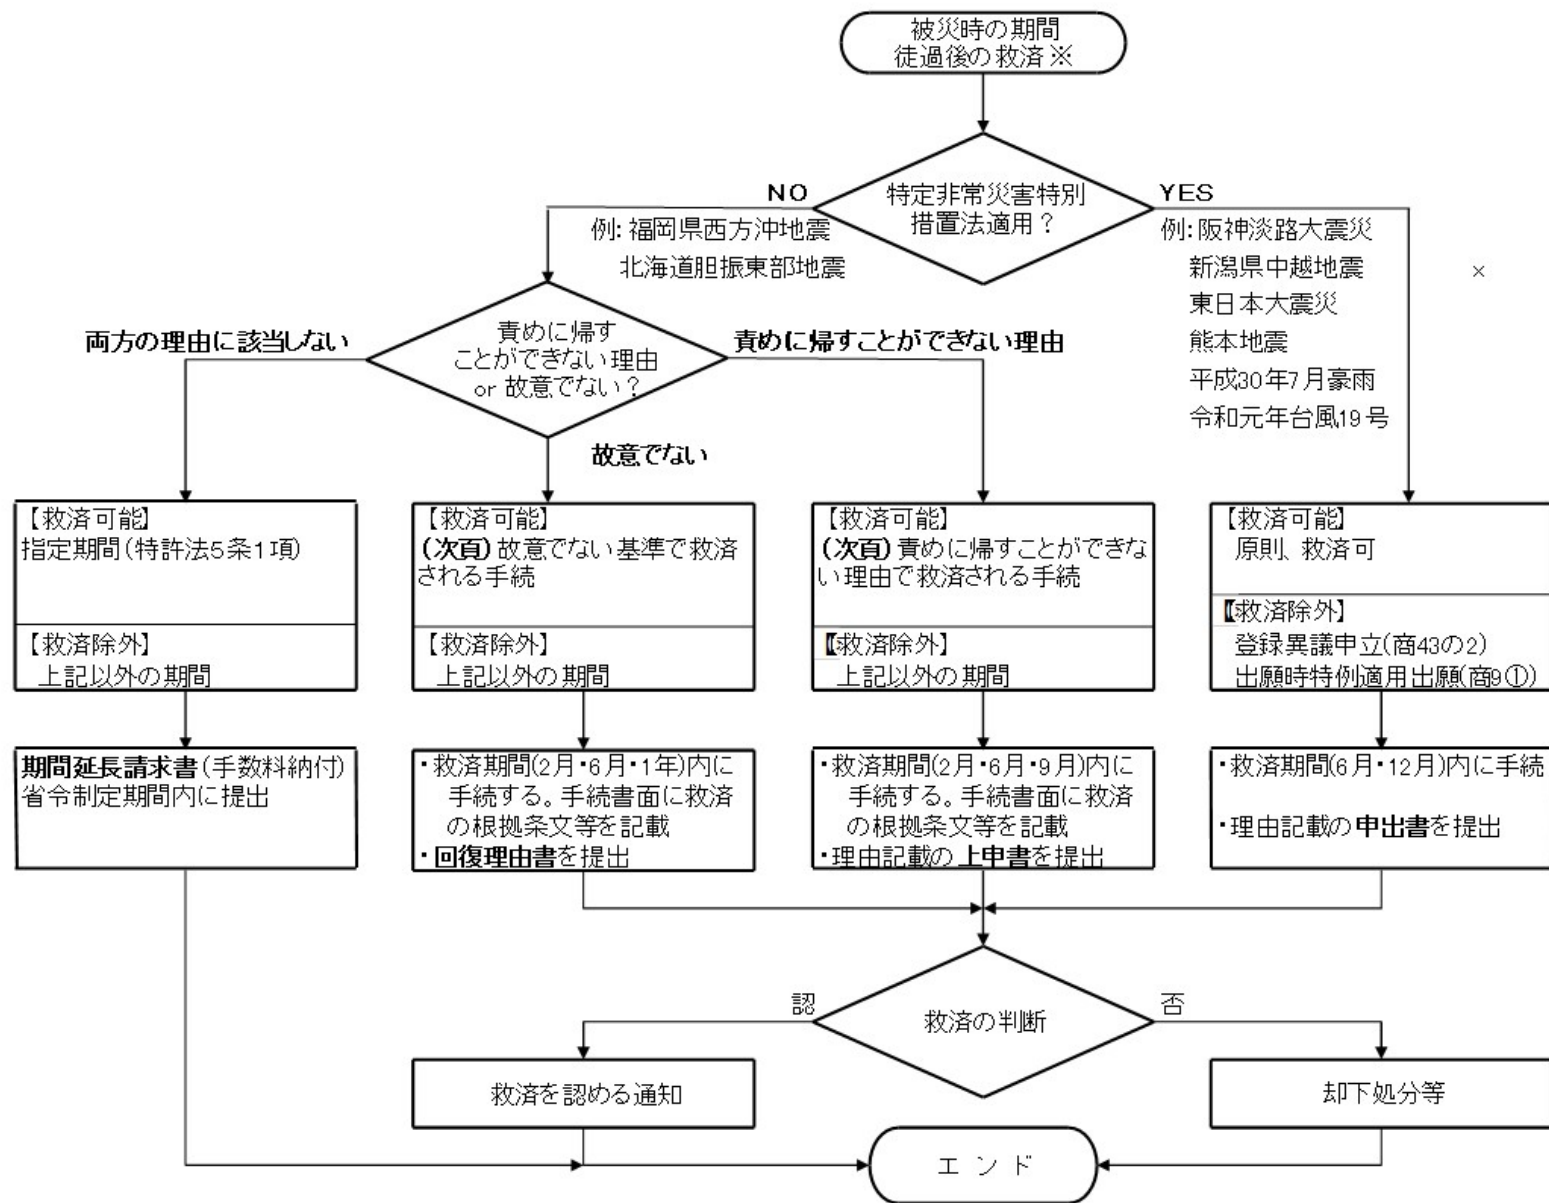 被災時の期間
徒過後の救済※
特定非常災害特別
措置法適用？
NO
YES
例：福岡県西方沖地震
北海道胆振東部地震
例：阪神淡路大震災
新潟県中越地震
東日本大震災
熊本地震
平成30年7月豪雨
令和元年台風19号
×
責めに帰す
ことができない理由
or 故意でない？
両方の理由に該当しない
責めに帰すことができない理由
故意でない
【救済可能】
指定期間(特許法5条1項)
【救済除外】
上記以外の期間
【救済可能】
(次頁)故意でない基準で救済
される手続
【救済除外】
上記以外の期間
【救済可能】
(次頁)責めに帰すことができな
い理由で救済される手続
【救済除外】
上記以外の期間
【救済可能】
原則、救済可
【救済除外】
登録異議申立(商43の2)
出願時特例適用出願(商9①)
期間延長請求書(手数料納付)
省令制定期間内に提出
・救済期間(2月・6月・1年)内に
手続する。手続書面に救済
の根拠条文等を記載
・回復理由書を提出
・救済期間(2月・6月・9月)内に
手続する。手続書面に救済
の根拠条文等を記載
・理由記載の上申書を提出
・救済期間(6月・12月)内に手続
・理由記載の申出書を提出
救済の判断
認
否
救済を認める通知
却下処分等
エンド